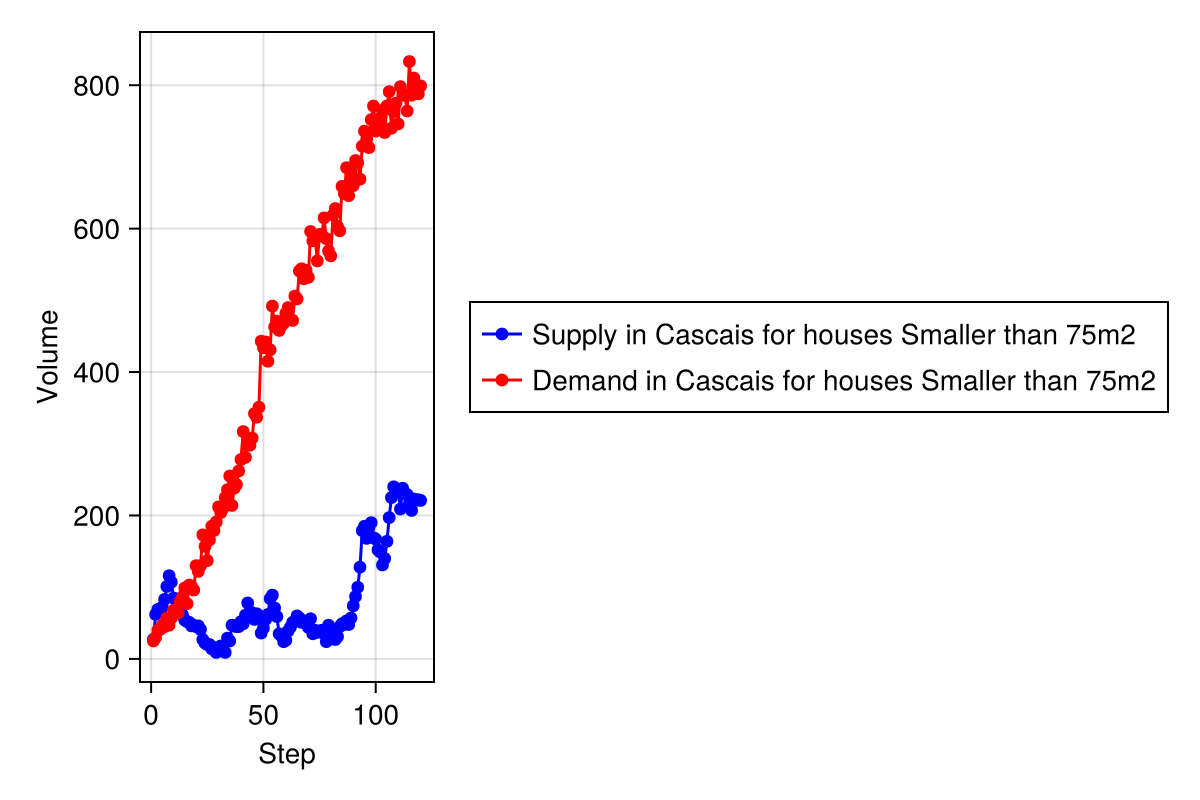 800
600
400
200
0
Volume
0 50 100
Step
Supply in Cascais for houses Smaller than 75m2
Demand in Cascais for houses Smaller than 75m2